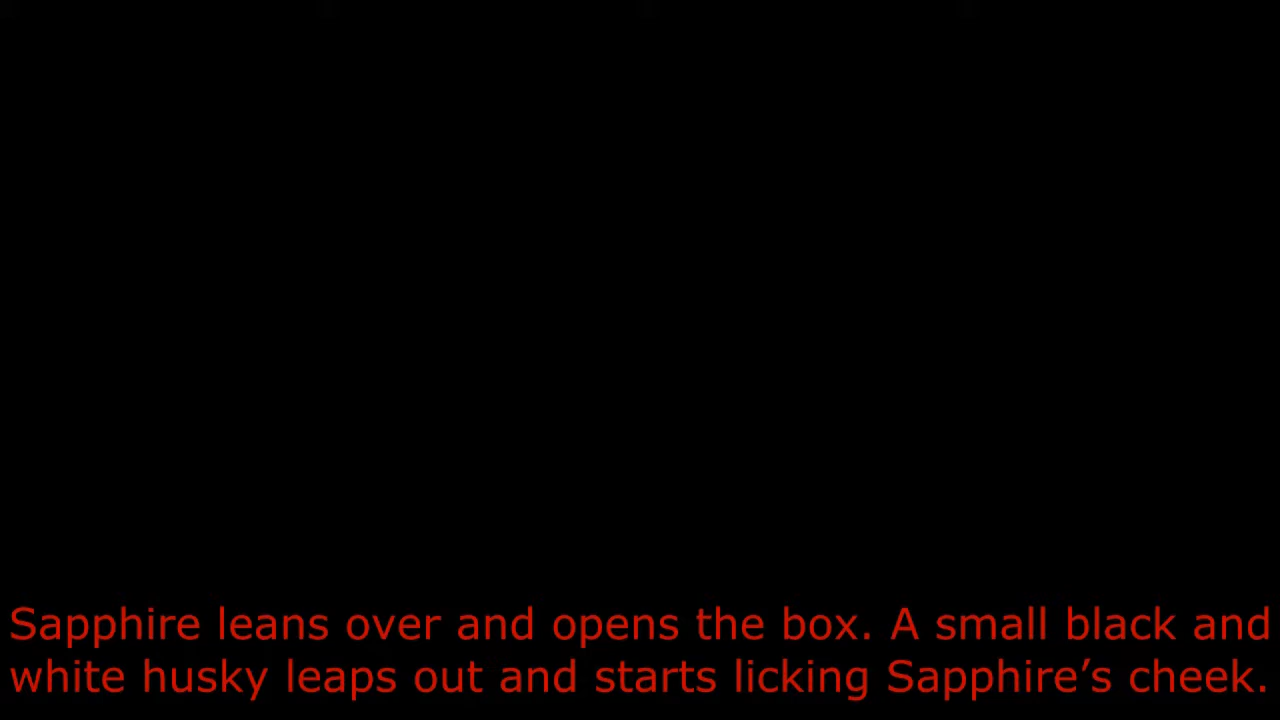 Sapphire leans over and opens the box. A small black and
white husky leaps out and starts licking Sapphire’s cheek.